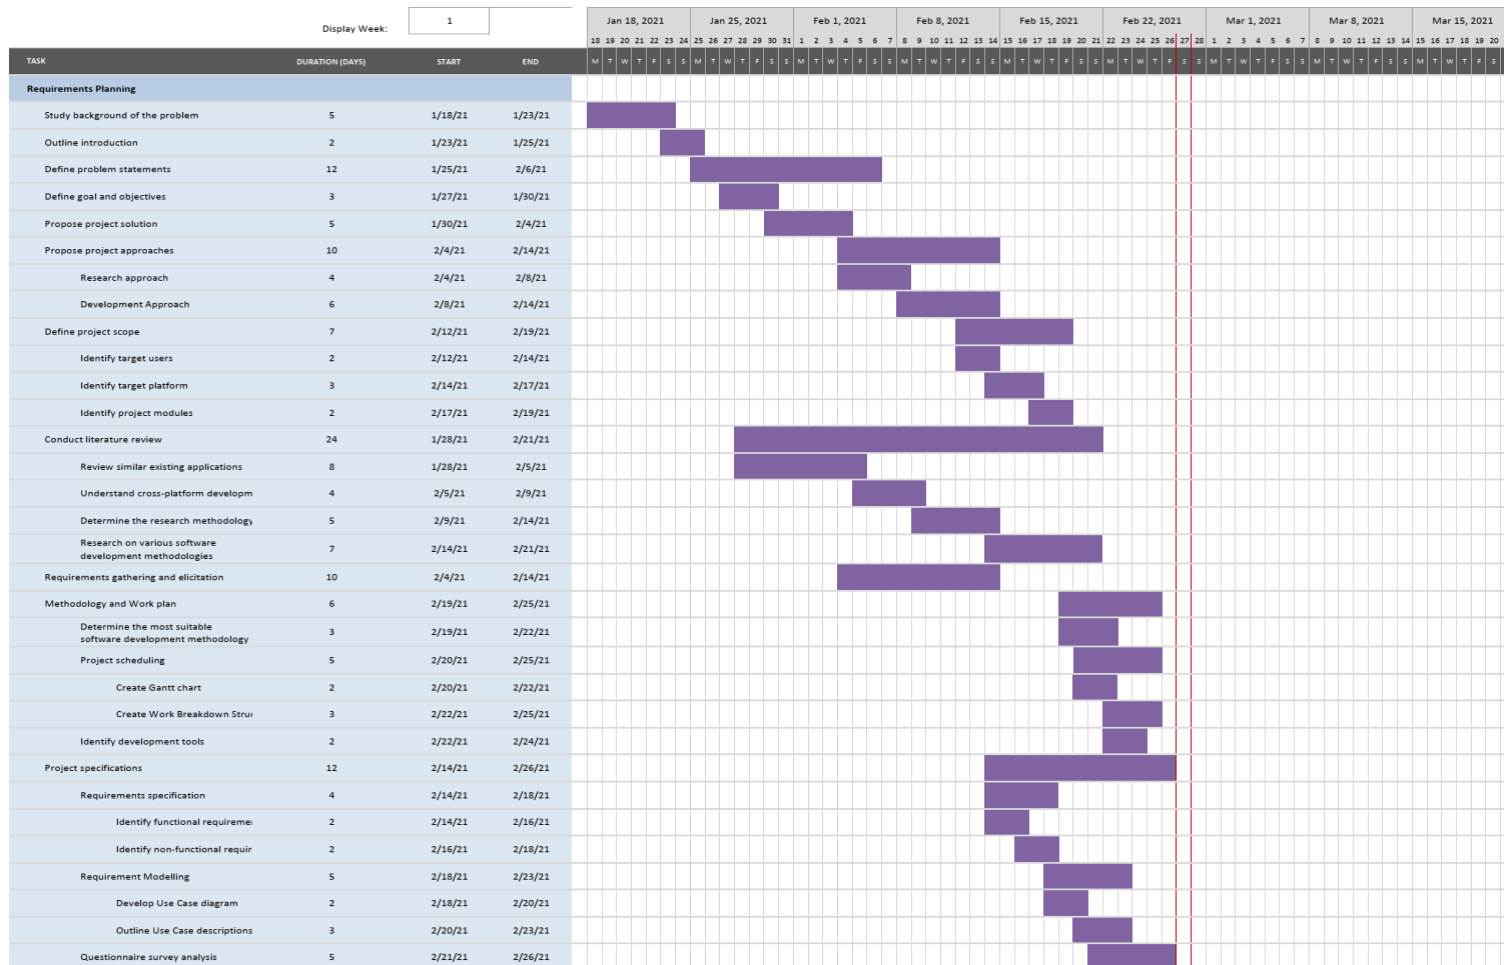 Display Week: 1
Jan 18, 2021 Jan 25, 2021 Feb 1, 2021 Feb 8, 2021 Feb 15, 2021 Feb 22, 2021 Mar 1, 2021 Mar 8, 2021 Mar 15, 2021
18 19 20 21 22 23 24 25 26 27 28 29 30 31 1 2 3 4 5 6 7 8 9 10 11 12 13 14 15 16 17 18 19 20 21 22 23 24 25 26 27 28 1 2 3 4 5 6 7 8 9 10 11 12 13 14 15 16 17 18 19 20
TASK DURATION (DAYS) START END M T W T F S S M T W T F S S M T W T F S S M T W T F S S M T W T F S S M T W T F S S M T W T F S S M T W T F S S M T W T F S
Requirements Planning
Study background of the problem 5 1/18/21 1/23/21
Outline introduction 2 1/23/21 1/25/21
Define problem statements 12 1/25/21 2/6/21
Define goal and objectives 3 1/27/21 1/30/21
Propose project solution 5 1/30/21 2/4/21
Propose project approaches 10 2/4/21 2/14/21
Research approach 4 2/4/21 2/8/21
Development Approach 6 2/8/21 2/14/21
Define project scope 7 2/12/21 2/19/21
Identify target users 2 2/12/21 2/14/21
Identify target platform 3 2/14/21 2/17/21
Identify project modules 2 2/17/21 2/19/21
Conduct literature review 24 1/28/21 2/21/21
Review similar existing applications 8 1/28/21 2/5/21
Understand cross-platform developm 4 2/5/21 2/9/21
Determine the research methodology 5 2/9/21 2/14/21
Research on various software
development methodologies 7 2/14/21 2/21/21
Requirements gathering and elicitation 10 2/4/21 2/14/21
Methodology and Work plan 6 2/19/21 2/25/21
Determine the most suitable
software development methodology 3 2/19/21 2/22/21
Project scheduling 5 2/20/21 2/25/21
Create Gantt chart 2 2/20/21 2/22/21
Create Work Breakdown Stru 3 2/22/21 2/25/21
Identify development tools 2 2/22/21 2/24/21
Project specifications 12 2/14/21 2/26/21
Requirements specification 4 2/14/21 2/18/21
Identify functional requireme 2 2/14/21 2/16/21
Identify non-functional requir 2 2/16/21 2/18/21
Requirement Modelling 5 2/18/21 2/23/21
Develop Use Case diagram 2 2/18/21 2/20/21
Outline Use Case descriptions 3 2/20/21 2/23/21
Questionnaire survey analysis 5 2/21/21 2/26/21